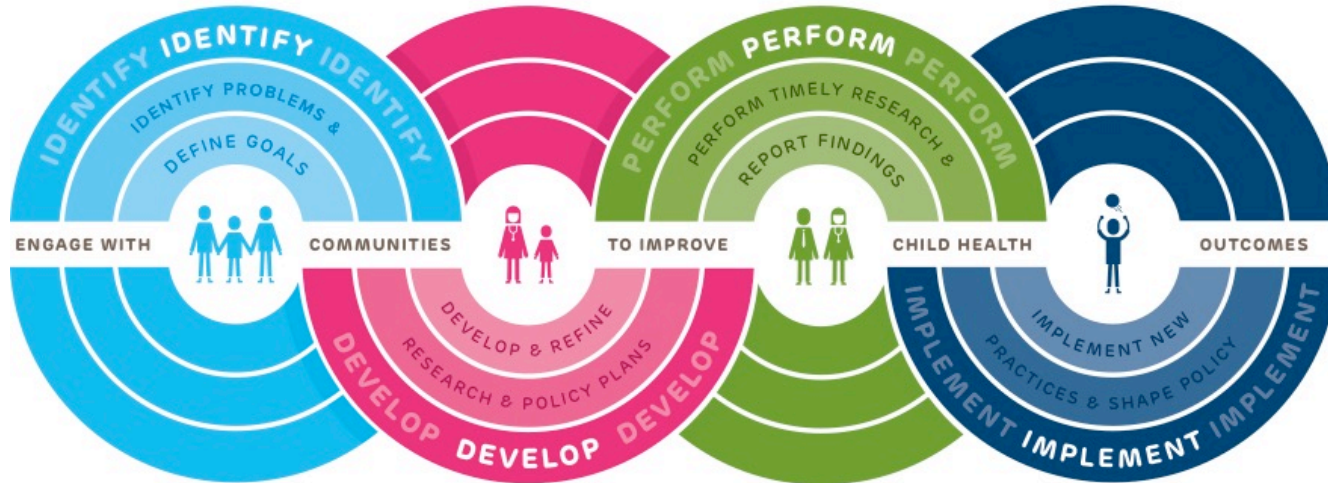 IDENTIFY IDENTIFY IDENTIFY
IDENTIFY PROBLEMS &
DEFINE GOALS
PERFORM PERFORM PERFORM
PERFORM TIMELY RESEARCH &
REPORT FINDINGS
ENGAGE WITH COMMUNITIES TO IMPROVE CHILD HEALTH OUTCOMES
DEVELOP & REFINE
RESEARCH & POLICY PLANS
DEVELOP DEVELOP DEVELOP
IMPLEMENT NEW
PRACTICES & SHAPE POLICY
IMPLEMENT IMPLEMENT IMPLEMENT